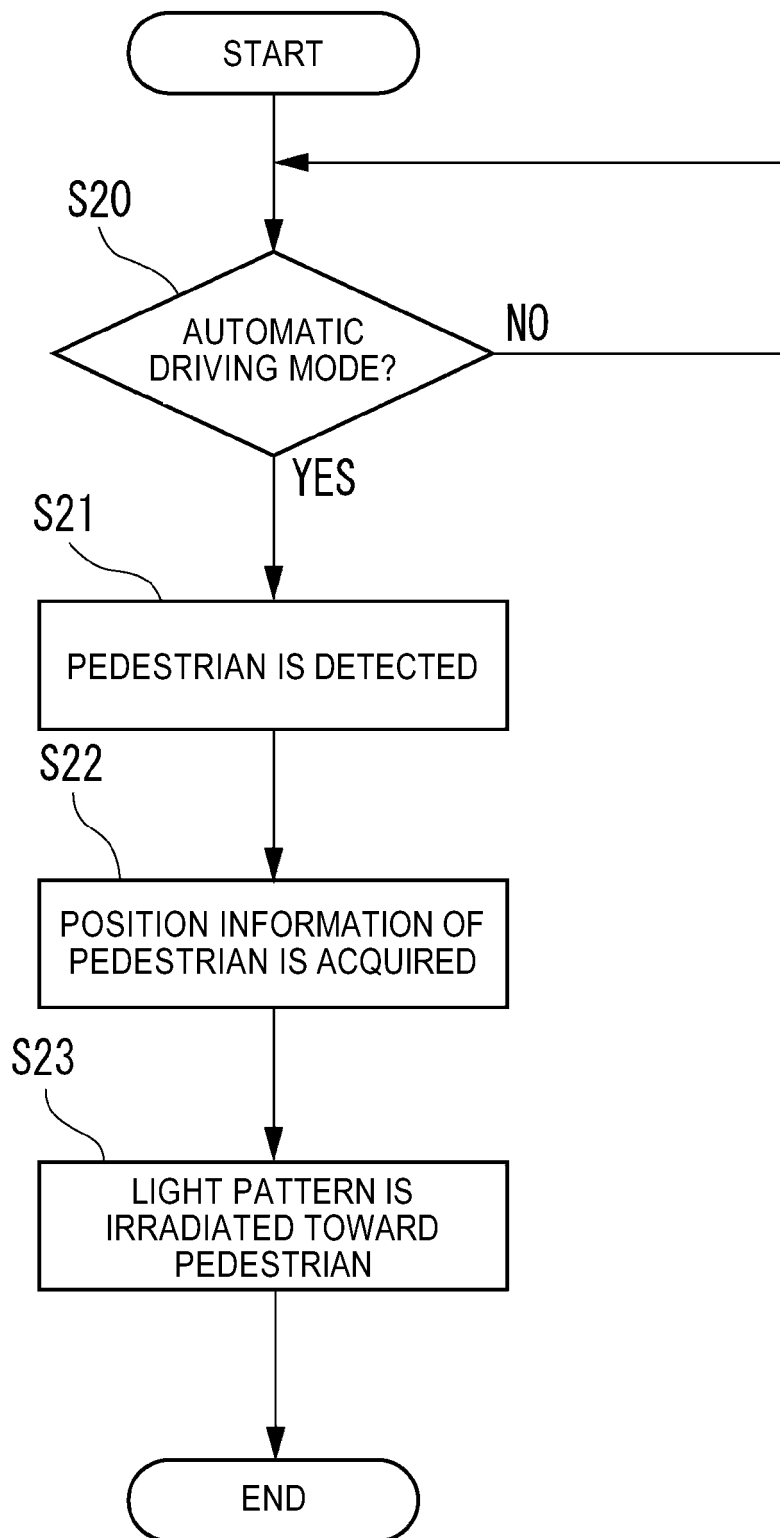 START
S20
AUTOMATIC
DRIVING MODE?
NO
YES
S21
PEDESTRIAN IS DETECTED
S22
POSITION INFORMATION OF
PEDESTRIAN IS ACQUIRED
S23
LIGHT PATTERN IS
IRRADIATED TOWARD
PEDESTRIAN
END